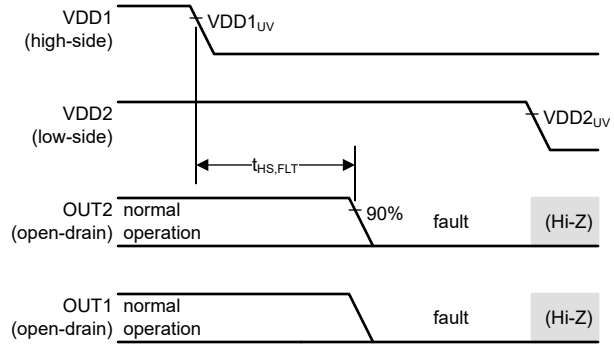 VDD1
(high-side)
VDD1UV
VDD2
(low-side)
VDD2UV
tHS,FLT
OUT2
(open-drain)
normal
operation
90%
fault
(Hi-Z)
OUT1
(open-drain)
normal
operation
fault
(Hi-Z)